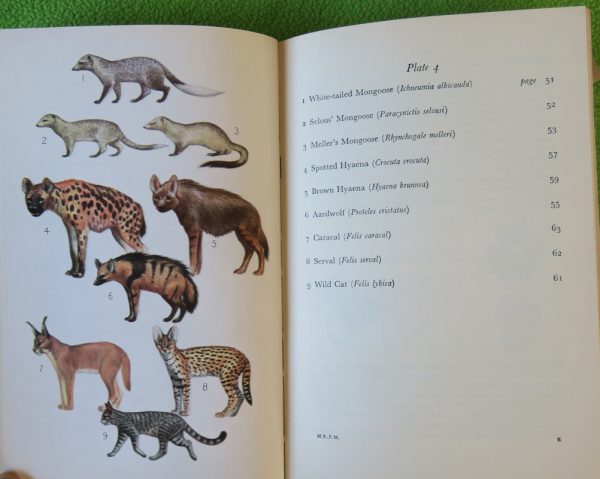 1
2
3
4
5
6
7
8
9
Plate 4
1 White-tailed Mongoose (Ichneumia albicauda) page 51
2 Selous' Mongoose (Paracynictis selousi) 52
3 Meller's Mongoose (Rhynchogale melleri) 53
4 Spotted Hyaena (Crocuta crocuta) 57
5 Brown Hyaena (Hyaena brunnea) 59
6 Aardwolf (Proteles cristatus) 55
7 Caracal (Felis caracal) 63
8 Serval (Felis serval) 62
9 Wild Cat (Felis lybica) 61